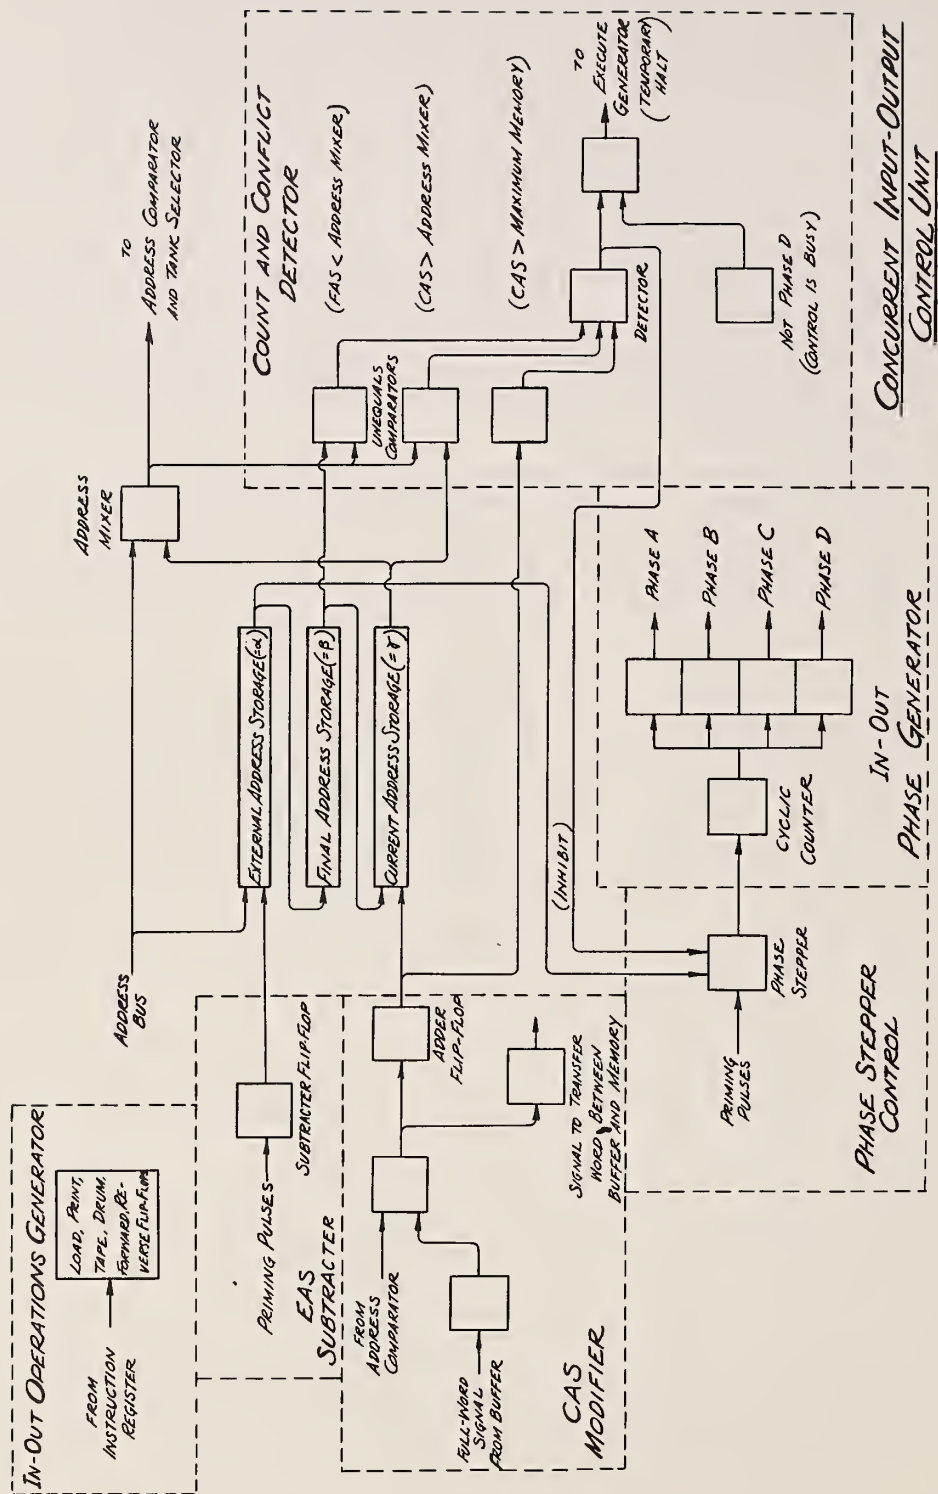 IN-OUT OPERATIONS GENERATOR
FROM
INSTRUCTION
REGISTER
LOAD, PRINT,
TAPE, DRUM,
FORWARD, RE-
VERSE FLIP-FLOPS
ADDRESS
BUS
ADDRESS
MIXER
TO
ADDRESS COMPARATOR
AND TANK SELECTOR
PRIMING PULSES
SUBTRACTER FLIP-FLOP
EAS
SUBTRACTER
EXTERNAL ADDRESS STORAGE (=α)
FINAL ADDRESS STORAGE (=β)
CURRENT ADDRESS STORAGE (=γ)
COUNT AND CONFLICT
DETECTOR
(FAS < ADDRESS MIXER)
UNEQUALS
COMPARATORS
(CAS > ADDRESS MIXER)
(CAS > MAXIMUM MEMORY)
DETECTOR
TO
EXECUTE
GENERATOR
(TEMPORARY
HALT)
NOT PHASE D
(CONTROL IS BUSY)
FROM
ADDRESS
COMPARATOR
FULL-WORD
SIGNAL
FROM BUFFER
ADDER
FLIP-FLOP
SIGNAL TO TRANSFER
WORD BETWEEN
BUFFER AND MEMORY
CAS
MODIFIER
(INHIBIT)
PRIMING
PULSES
PHASE
STEPPER
PHASE STEPPER
CONTROL
CYCLIC
COUNTER
PHASE A
PHASE B
PHASE C
PHASE D
IN-OUT
PHASE GENERATOR
CONCURRENT INPUT-OUTPUT
CONTROL UNIT